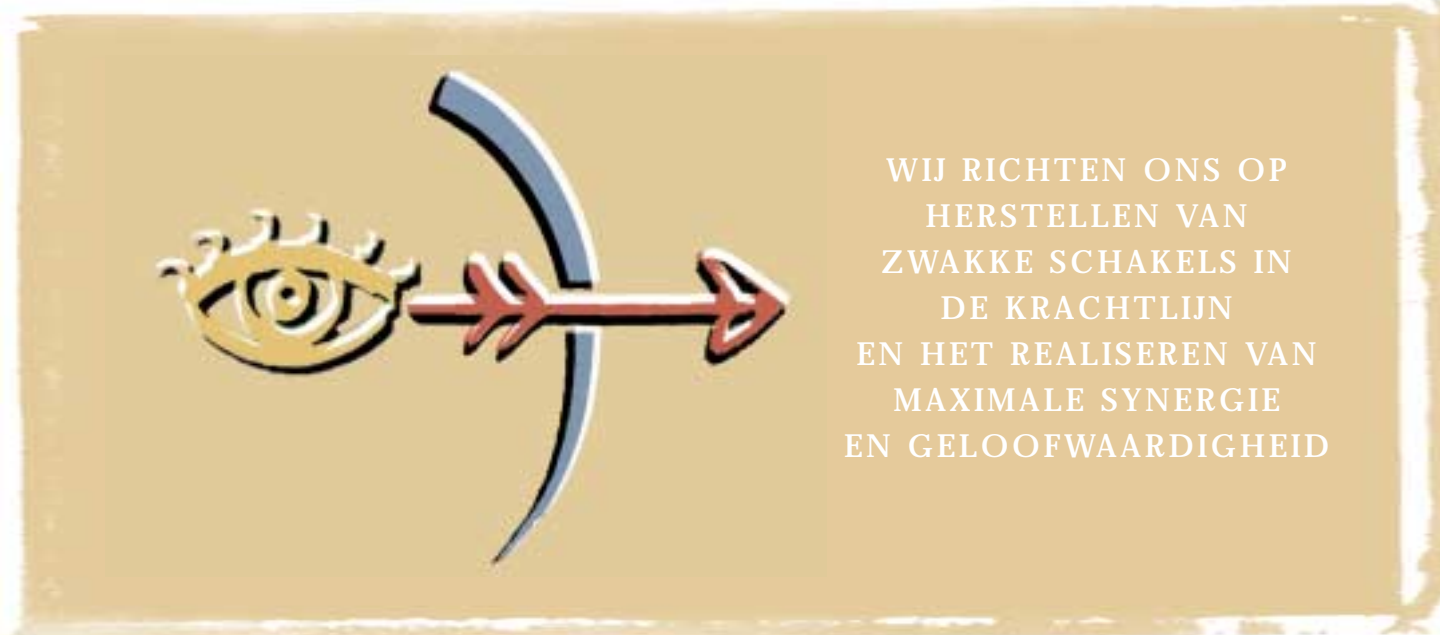 WIJ RICHTEN ONS OP
HERSTELLEN VAN
ZWAKKE SCHAKELS IN
DE KRACHTLIJN
EN HET REALISEREN VAN
MAXIMALE SYNERGIE
EN GELOOFWAARDIGHEID